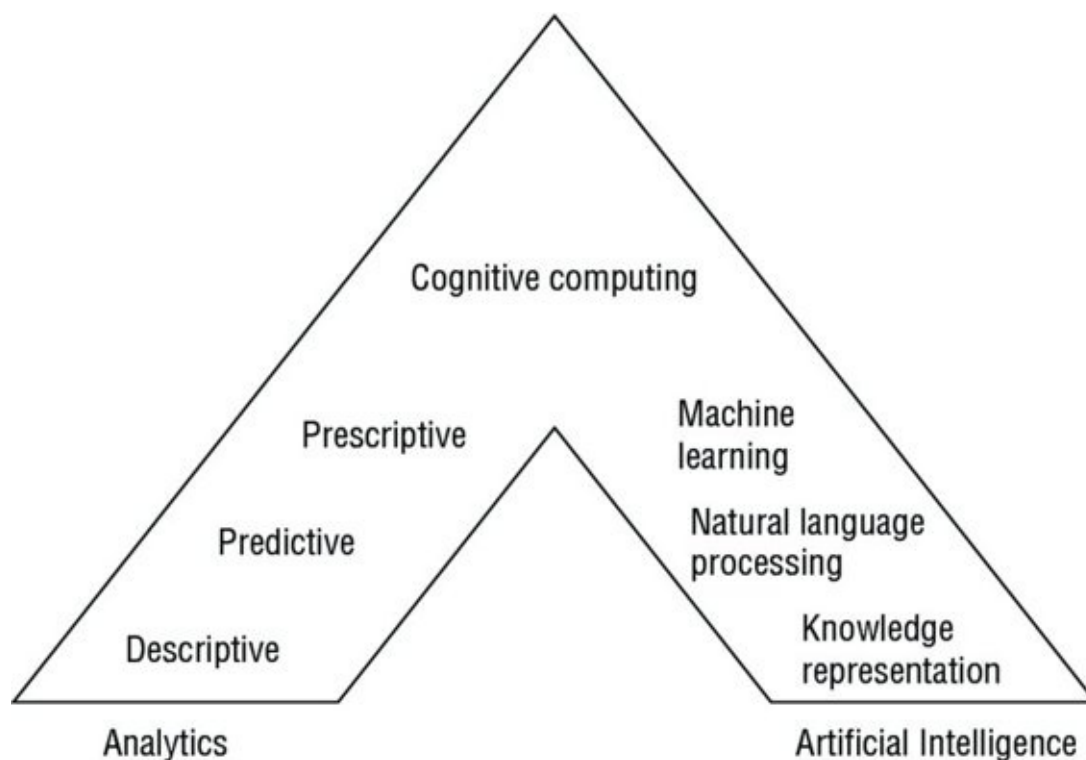 Cognitive computing
Prescriptive
Machine
learning
Predictive
Natural language
processing
Descriptive
Knowledge
representation
Analytics
Artificial Intelligence